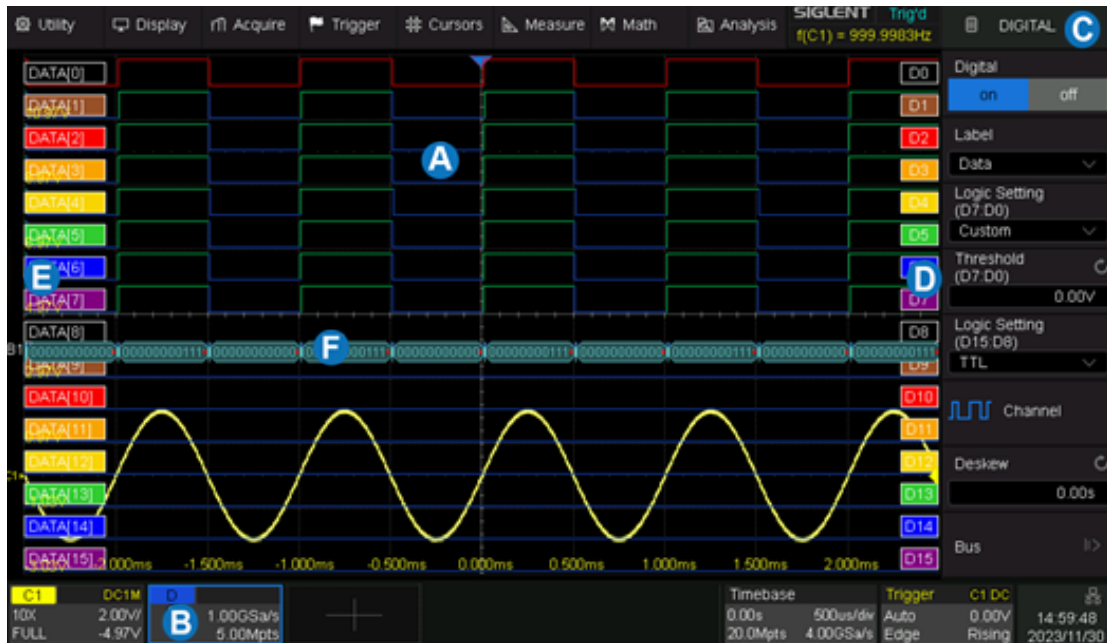 Utility Display Acquire Trigger Cursors Measure Math Analysis
SIGLENT Trig'd
f(C1) = 999.9983Hz
DIGITAL C
Digital
on off
Label
Data
Logic Setting
(D7:D0)
Custom
Threshold
(D7:D0)
0.00V
Logic Setting
(D15:D8)
TTL
Channel
Deskew
0.00s
Bus
DATA[0] D0
DATA[1] D1
DATA[2] D2
DATA[3] D3
A
DATA[4] D4
DATA[5] D5
E D
DATA[7] D7
DATA[8] D8
B1
F
DATA[9] D9
DATA[10] D10
DATA[11] D11
DATA[12] D12
C1
DATA[13] D13
DATA[14] D14
DATA[15] D15
-1.500ms -1.000ms -0.500ms 0.000ms 0.500ms 1.000ms 1.500ms 2.000ms
C1 DC1M
10X 2.00V/
FULL -4.97V
D
B
1.00GSa/s
5.00Mpts
Timebase
0.00s 500us/div
20.0Mpts 4.00GSa/s
Trigger C1 DC
Auto 0.00V
Edge Rising
14:59:48
2023/11/30